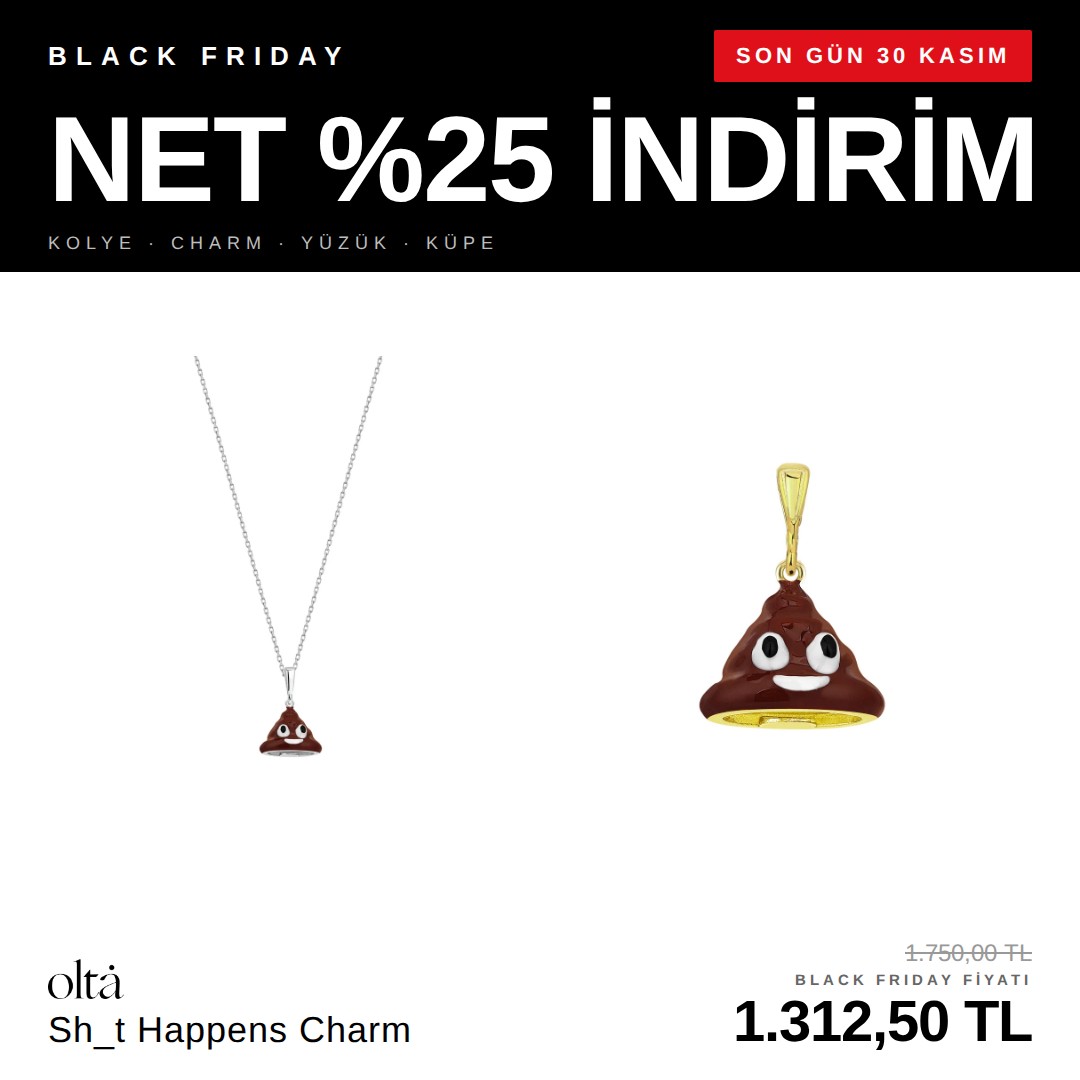 BLACK FRIDAY
SON GÜN 30 KASIM
NET %25 İNDİRİM
KOLYE · CHARM · YÜZÜK · KÜPE
olta
Sh_t Happens Charm
1.750,00 TL
BLACK FRIDAY FİYATI
1.312,50 TL